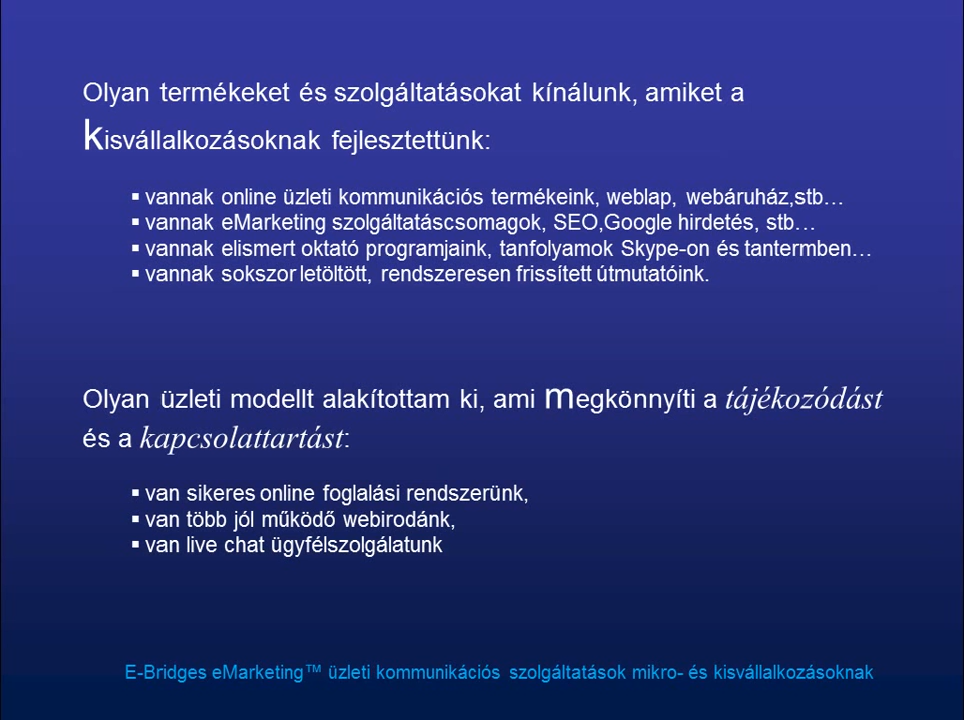 Olyan termékeket és szolgáltatásokat kínálunk, amiket a
kisvállalkozásoknak fejlesztettünk:
▪ vannak online üzleti kommunikációs termékeink, weblap, webáruház,stb…
▪ vannak eMarketing szolgáltatáscsomagok, SEO,Google hirdetés, stb…
▪ vannak elismert oktató programjaink, tanfolyamok Skype-on és tantermben…
▪ vannak sokszor letöltött, rendszeresen frissített útmutatóink.
Olyan üzleti modellt alakítottam ki, ami megkönnyíti a tájékozódást
és a kapcsolattartást:
▪ van sikeres online foglalási rendszerünk,
▪ van több jól működő webirodánk,
▪ van live chat ügyfélszolgálatunk
E-Bridges eMarketing™ üzleti kommunikációs szolgáltatások mikro- és kisvállalkozásoknak